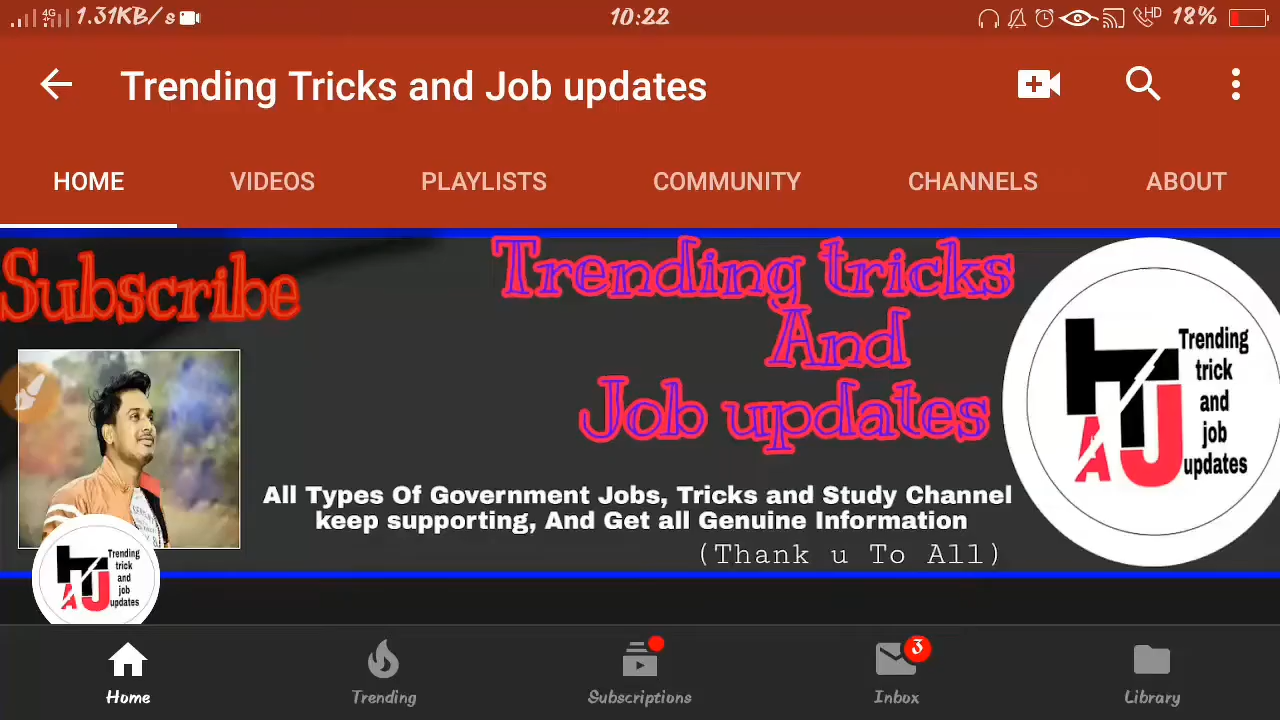 4G 1.31KB/s 10:22 HD 18%
Trending Tricks and Job updates
HOME VIDEOS PLAYLISTS COMMUNITY CHANNELS ABOUT
Subscribe
Trending tricks
And
Job updates
Trending
trick
and
job
updates
All Types Of Government Jobs, Tricks and Study Channel
keep supporting, And Get all Genuine Information
(Thank u To All)
Trending
trick
and
job
updates
3
Home Trending Subscriptions Inbox Library